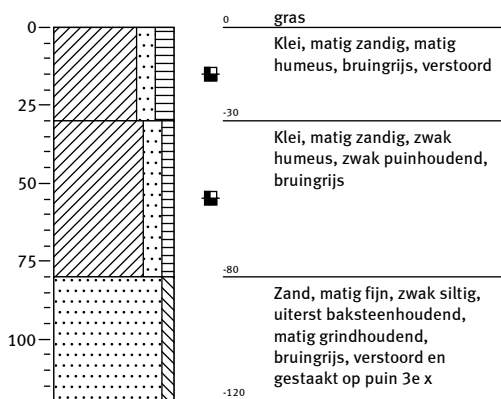 0
25
50
75
100
0 gras
Klei, matig zandig, matig
humeus, bruingrijs, verstoord
-30
Klei, matig zandig, zwak
humeus, zwak puinhoudend,
bruingrijs
-80
Zand, matig fijn, zwak siltig,
uiterst baksteenhoudend,
matig grindhoudend,
bruingrijs, verstoord en
gestaakt op puin 3e x
-120